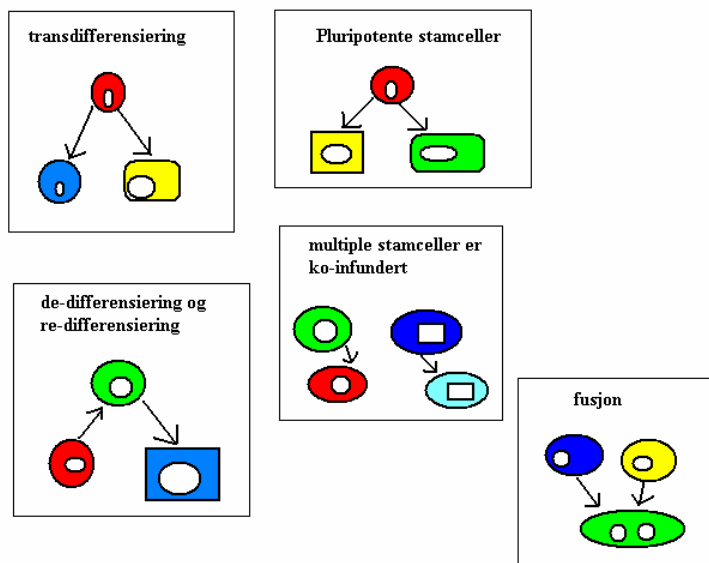 transdifferensiering
Pluripotente stamceller
multiple stamceller er
ko-infundert
de-differensiering og
re-differensiering
fusjon